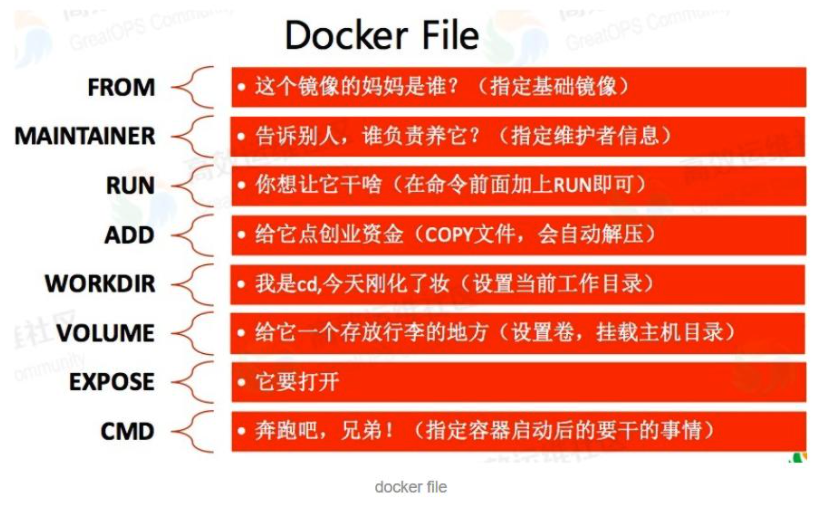 Docker File
FROM • 这个镜像的妈妈是谁？（指定基础镜像）
MAINTAINER • 告诉别人，谁负责养它？（指定维护者信息）
RUN • 你想让它干啥（在命令前面加上RUN即可）
ADD • 给它点创业资金（COPY文件，会自动解压）
WORKDIR • 我是cd,今天刚化了妆（设置当前工作目录）
VOLUME • 给它一个存放行李的地方（设置卷，挂载主机目录）
EXPOSE • 它要打开
CMD • 奔跑吧，兄弟！（指定容器启动后的要干的事情）
GreatOPS Community
GreatOPS Community
docker file